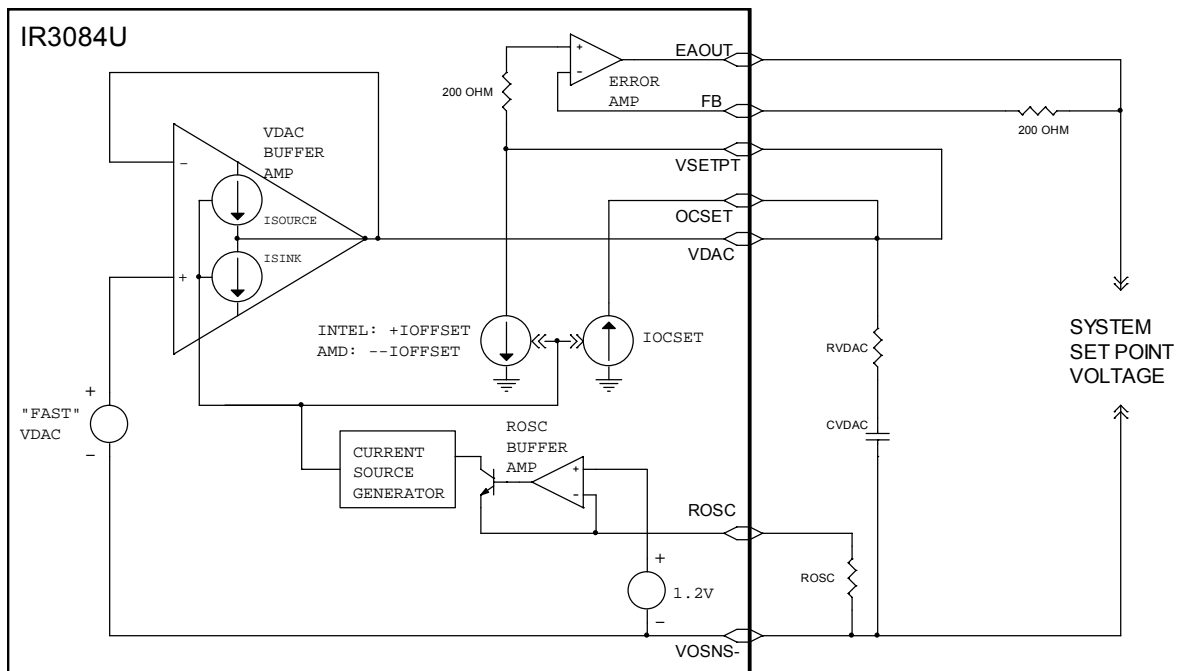 IR3084U
EAOUT
200 OHM
ERROR
AMP
FB
200 OHM
VDAC
BUFFER
AMP
VSETPT
ISOURCE
OCSET
VDAC
ISINK
INTEL: +IOFFSET
AMD: --IOFFSET
IOCSET
SYSTEM
SET POINT
VOLTAGE
RVDAC
CVDAC
"FAST"
VDAC
+
-
CURRENT
SOURCE
GENERATOR
ROSC
BUFFER
AMP
ROSC
ROSC
+
1.2V
-
VOSNS-